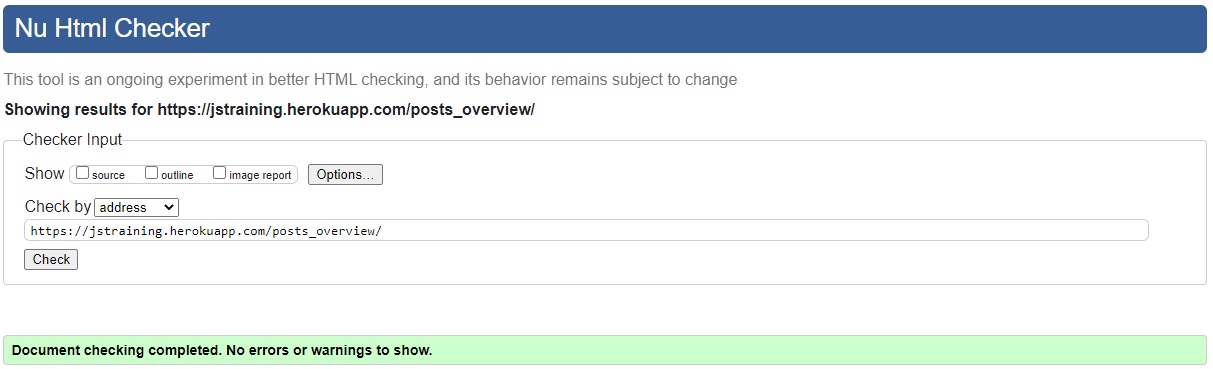 Nu Html Checker
This tool is an ongoing experiment in better HTML checking, and its behavior remains subject to change
Showing results for https://jstraining.herokuapp.com/posts_overview/
Checker Input
Show source outline image report Options...
Check by address
https://jstraining.herokuapp.com/posts_overview/
Check
Document checking completed. No errors or warnings to show.